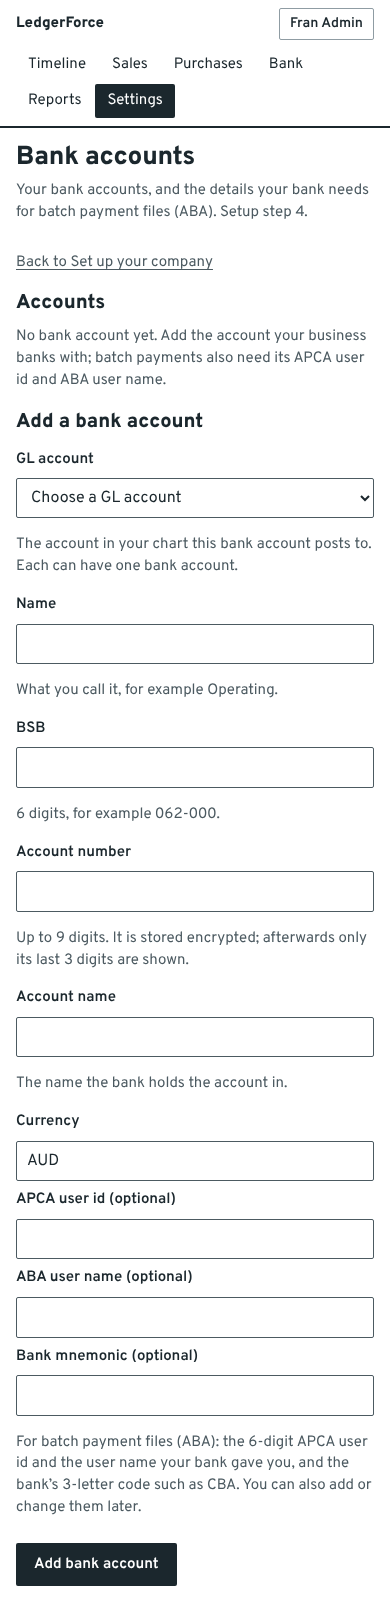 LedgerForce
Fran Admin
Timeline Sales Purchases Bank
Reports Settings
Bank accounts
Your bank accounts, and the details your bank needs
for batch payment files (ABA). Setup step 4.
Back to Set up your company
Accounts
No bank account yet. Add the account your business
banks with; batch payments also need its APCA user
id and ABA user name.
Add a bank account
GL account
Choose a GL account
The account in your chart this bank account posts to.
Each can have one bank account.
Name
What you call it, for example Operating.
BSB
6 digits, for example 062-000.
Account number
Up to 9 digits. It is stored encrypted; afterwards only
its last 3 digits are shown.
Account name
The name the bank holds the account in.
Currency
AUD
APCA user id (optional)
ABA user name (optional)
Bank mnemonic (optional)
For batch payment files (ABA): the 6-digit APCA user
id and the user name your bank gave you, and the
bank’s 3-letter code such as CBA. You can also add or
change them later.
Add bank account